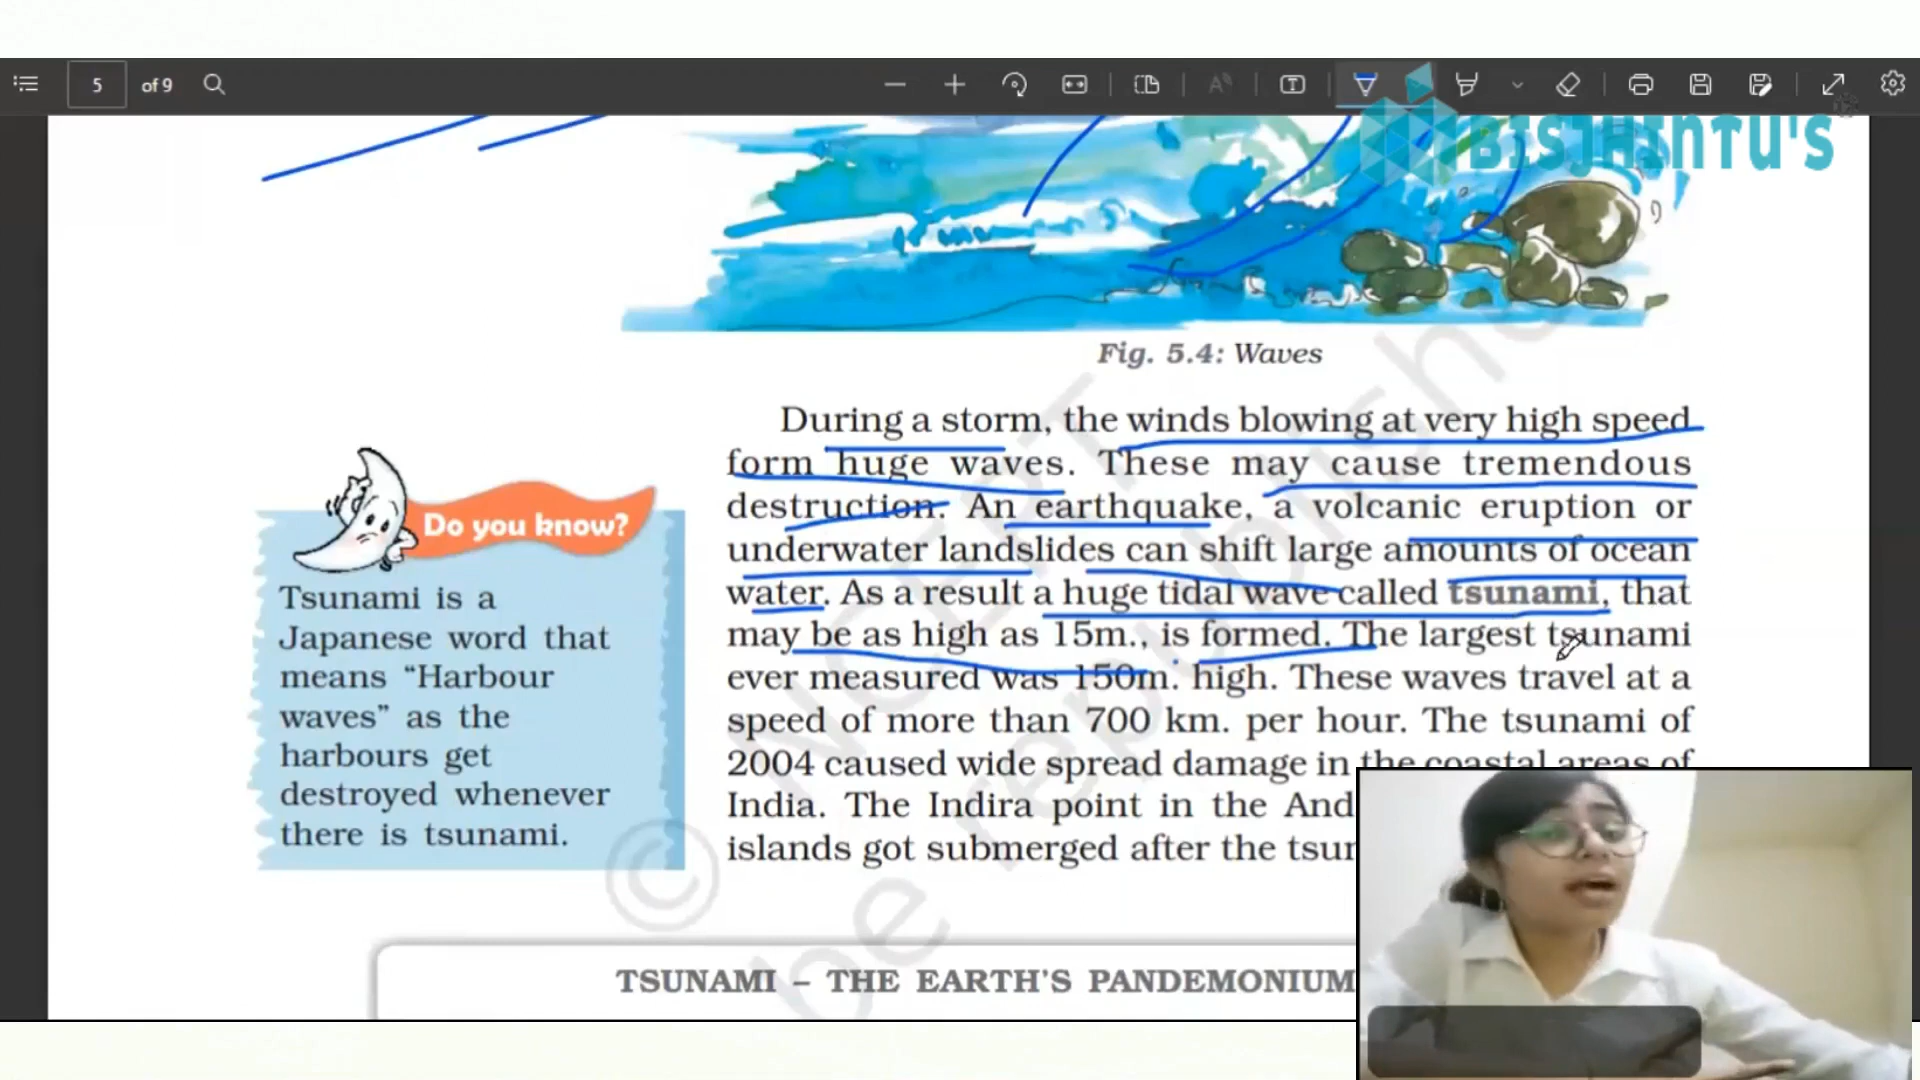 5 of 9
BISJHINTU'S
Fig. 5.4: Waves
During a storm, the winds blowing at very high speed
form huge waves. These may cause tremendous
destruction. An earthquake, a volcanic eruption or
underwater landslides can shift large amounts of ocean
water. As a result a huge tidal wave called tsunami, that
may be as high as 15m., is formed. The largest tsunami
ever measured was 150m. high. These waves travel at a
speed of more than 700 km. per hour. The tsunami of
2004 caused wide spread damage in the coastal areas of
India. The Indira point in the And
islands got submerged after the tsun
Do you know?
Tsunami is a
Japanese word that
means “Harbour
waves” as the
harbours get
destroyed whenever
there is tsunami.
© NCERT
be republished
TSUNAMI – THE EARTH'S PANDEMONIUM